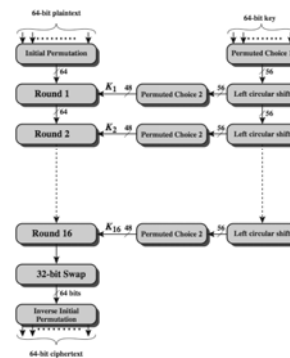 64-bit plaintext
64-bit key
Initial Permutation
Permuted Choice 1
64
56
Round 1
K1
48
Permuted Choice 2
56
Left circular shift
64
56
Round 2
K2
48
Permuted Choice 2
56
Left circular shift
Round 16
K16
48
Permuted Choice 2
56
Left circular shift
32-bit Swap
64 bits
Inverse Initial
Permutation
64-bit ciphertext